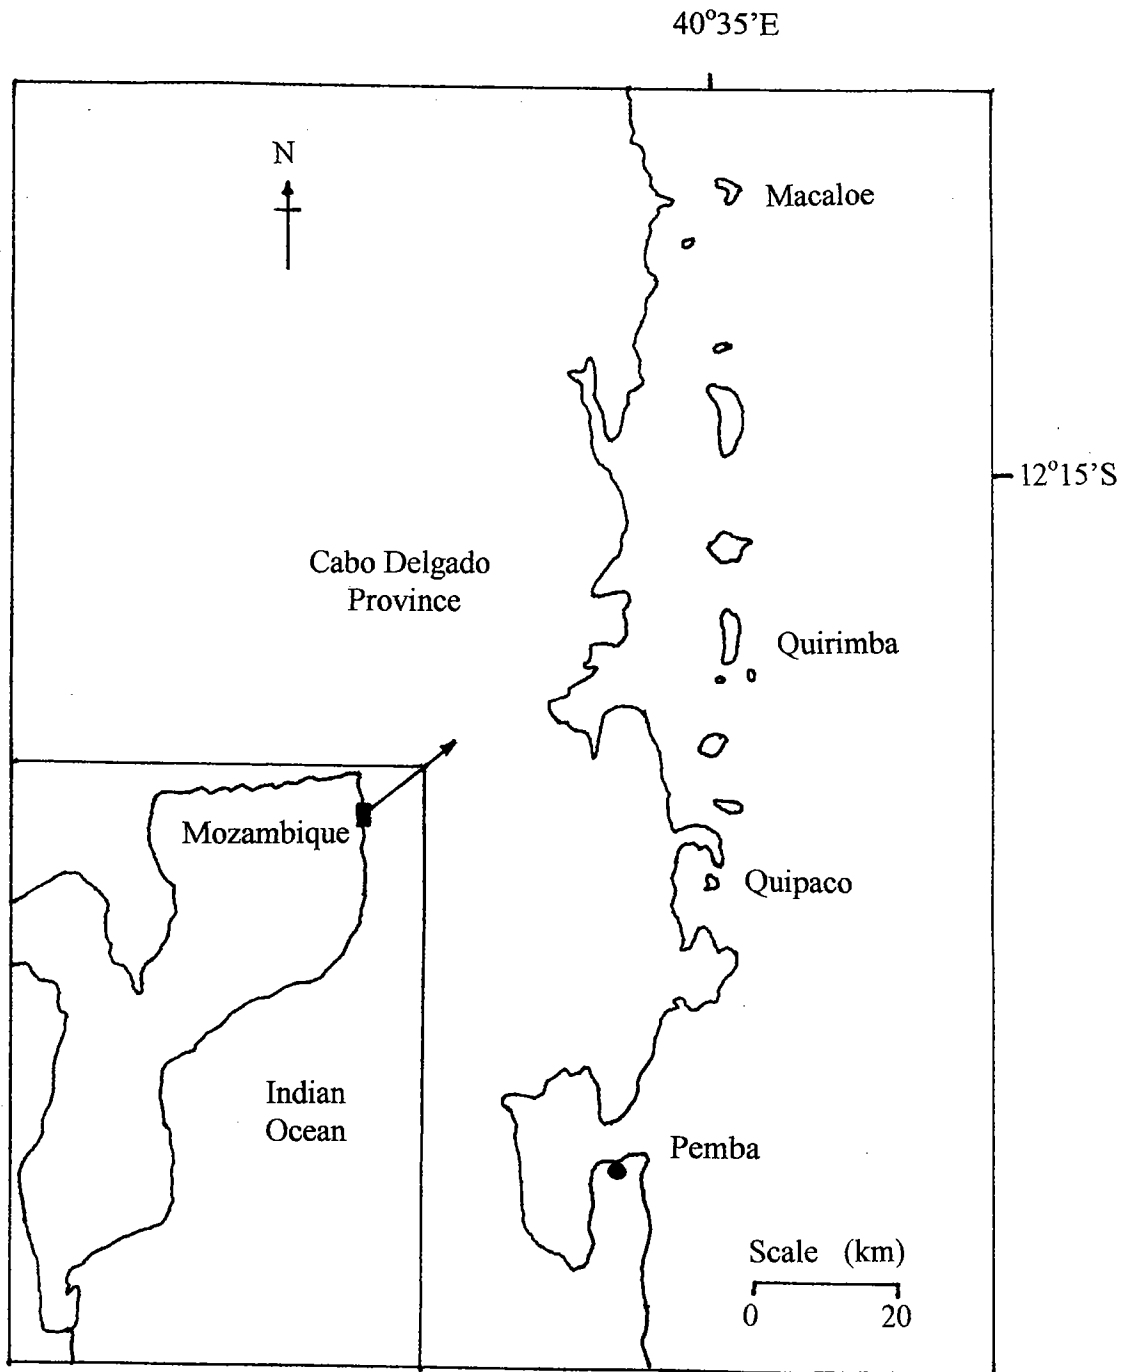 40°35'E
N
Macaloe
12°15'S
Cabo Delgado
Province
Quirimba
Mozambique
Quipaco
Indian
Ocean
Pemba
Scale (km)
0 20